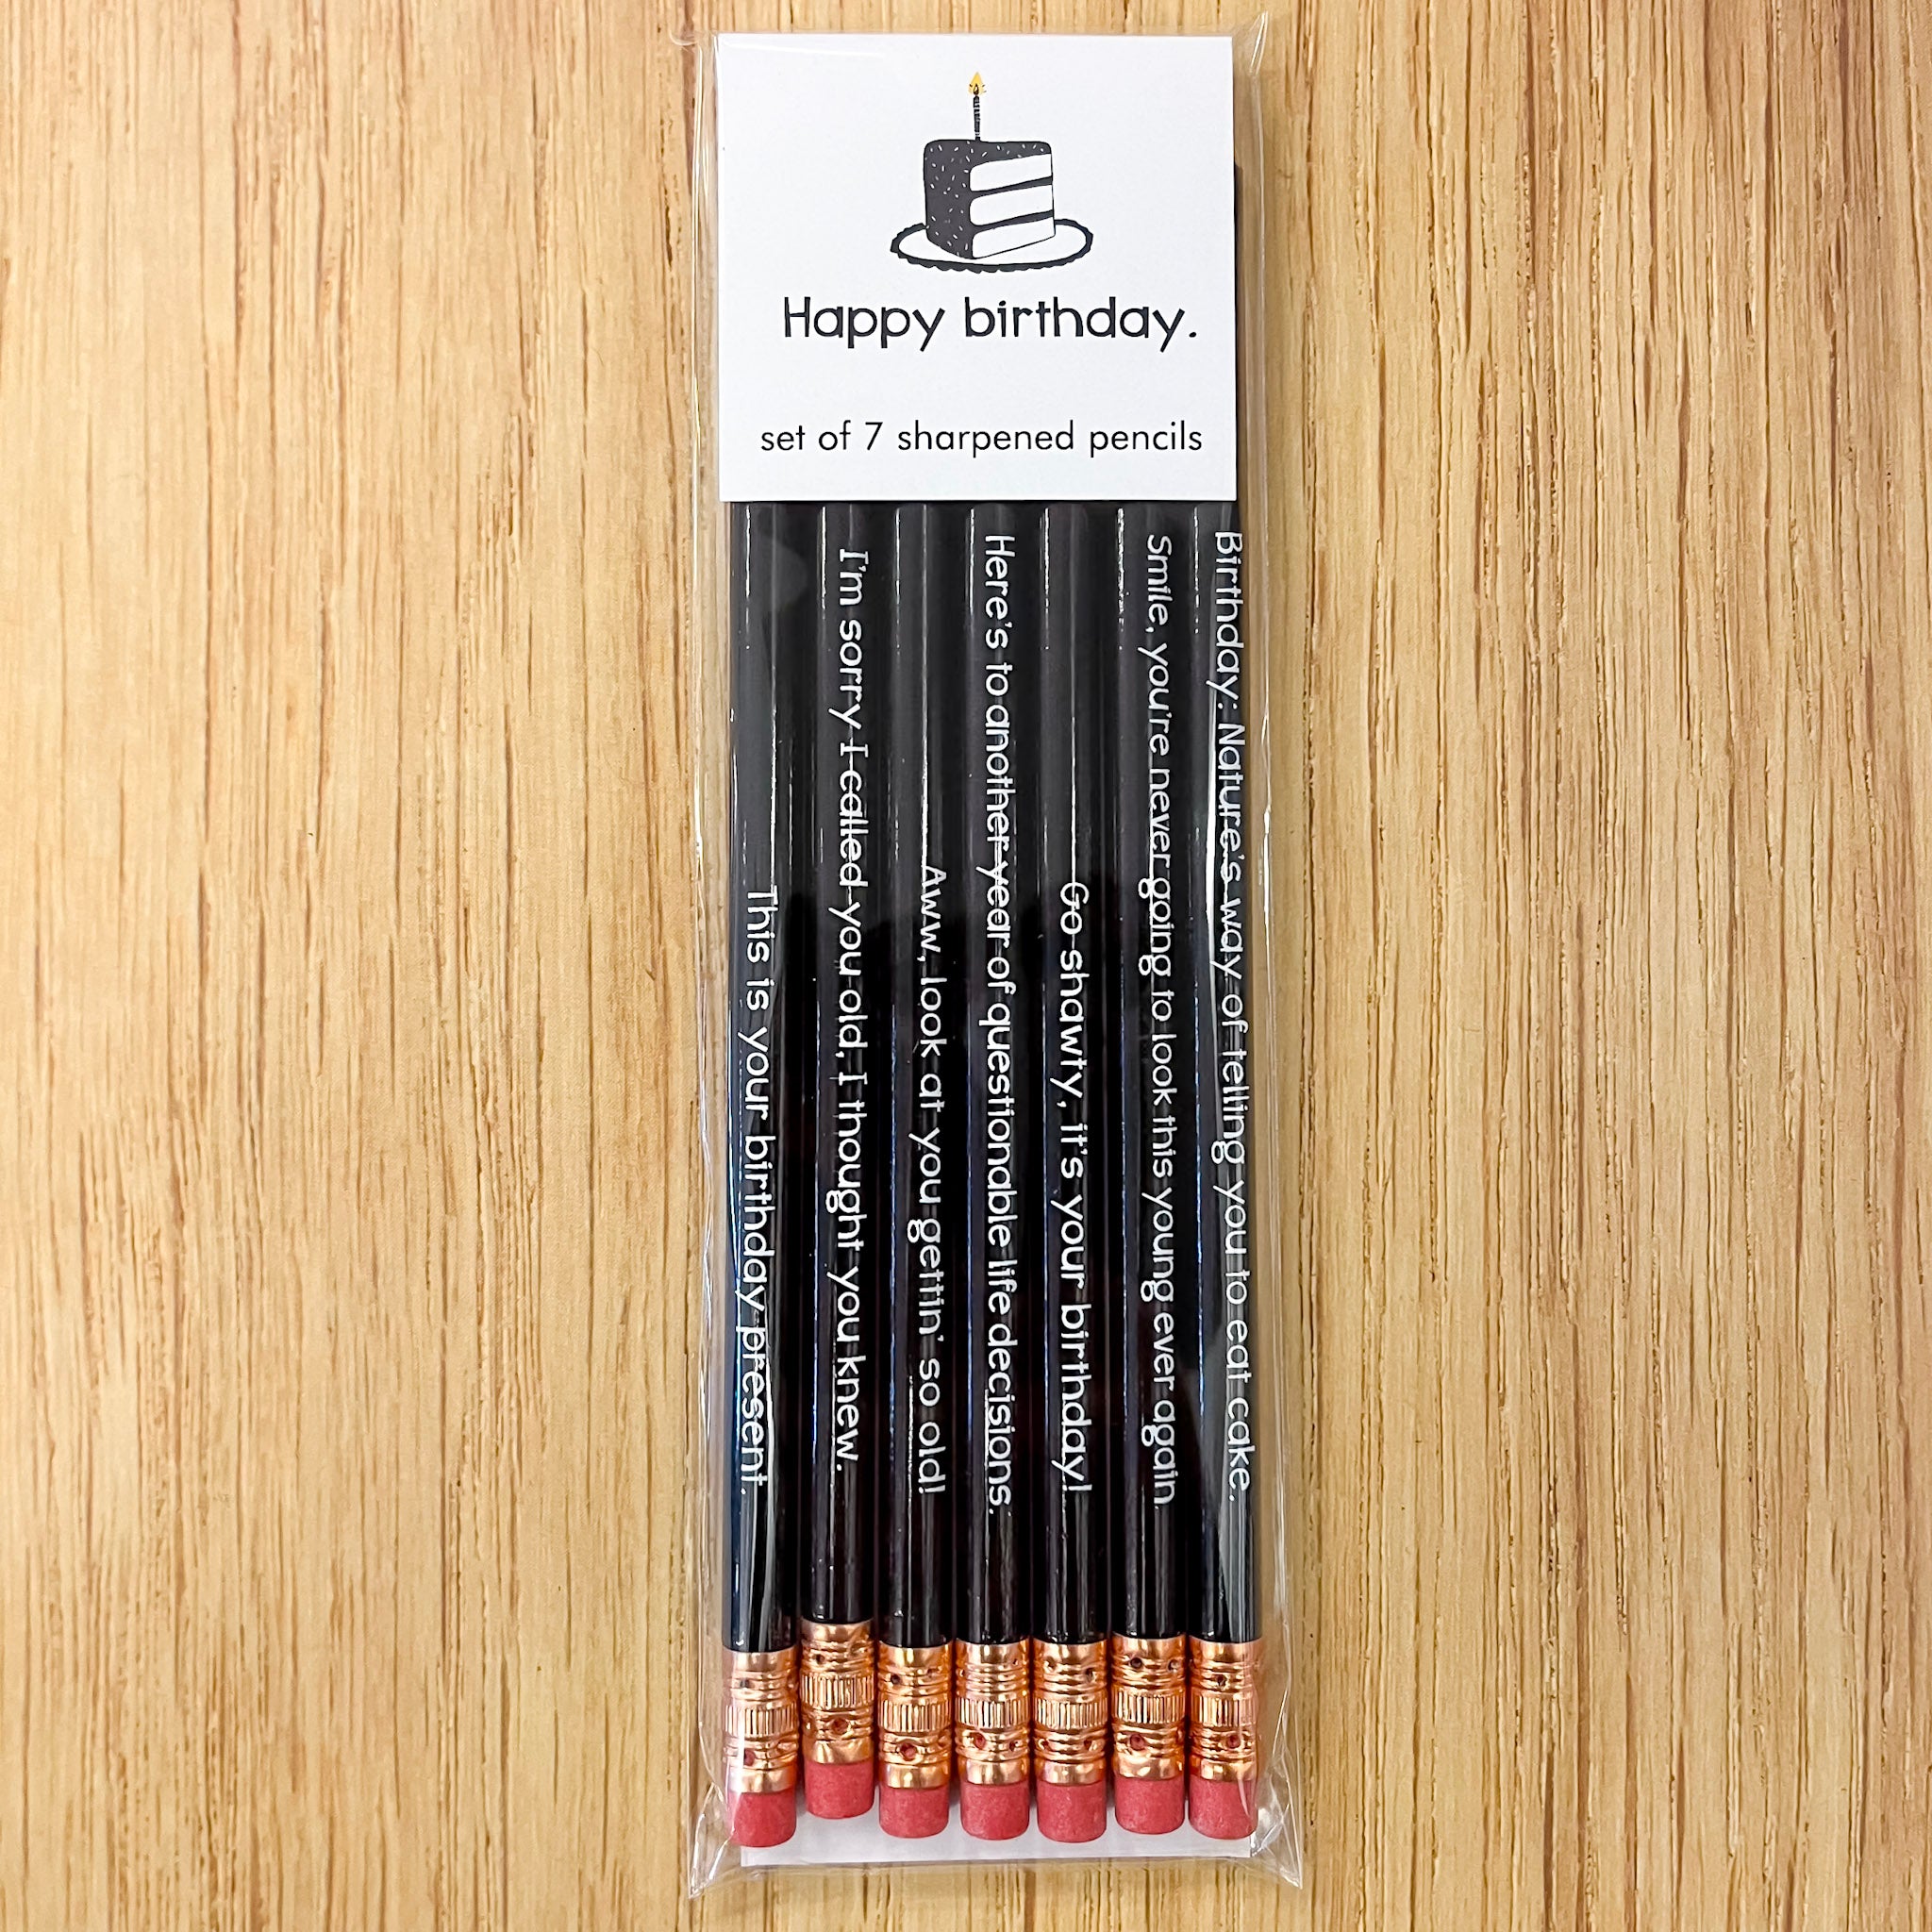 Happy birthday.
set of 7 sharpened pencils
This is your birthday present.
I'm sorry I called you old, I thought you knew.
Aww, look at you gettin' so old!
Here's to another year of questionable life decisions.
Go shawty, it's your birthday!
Smile, you're never going to look this young ever again
Birthday: Nature's way of telling you to eat cake.